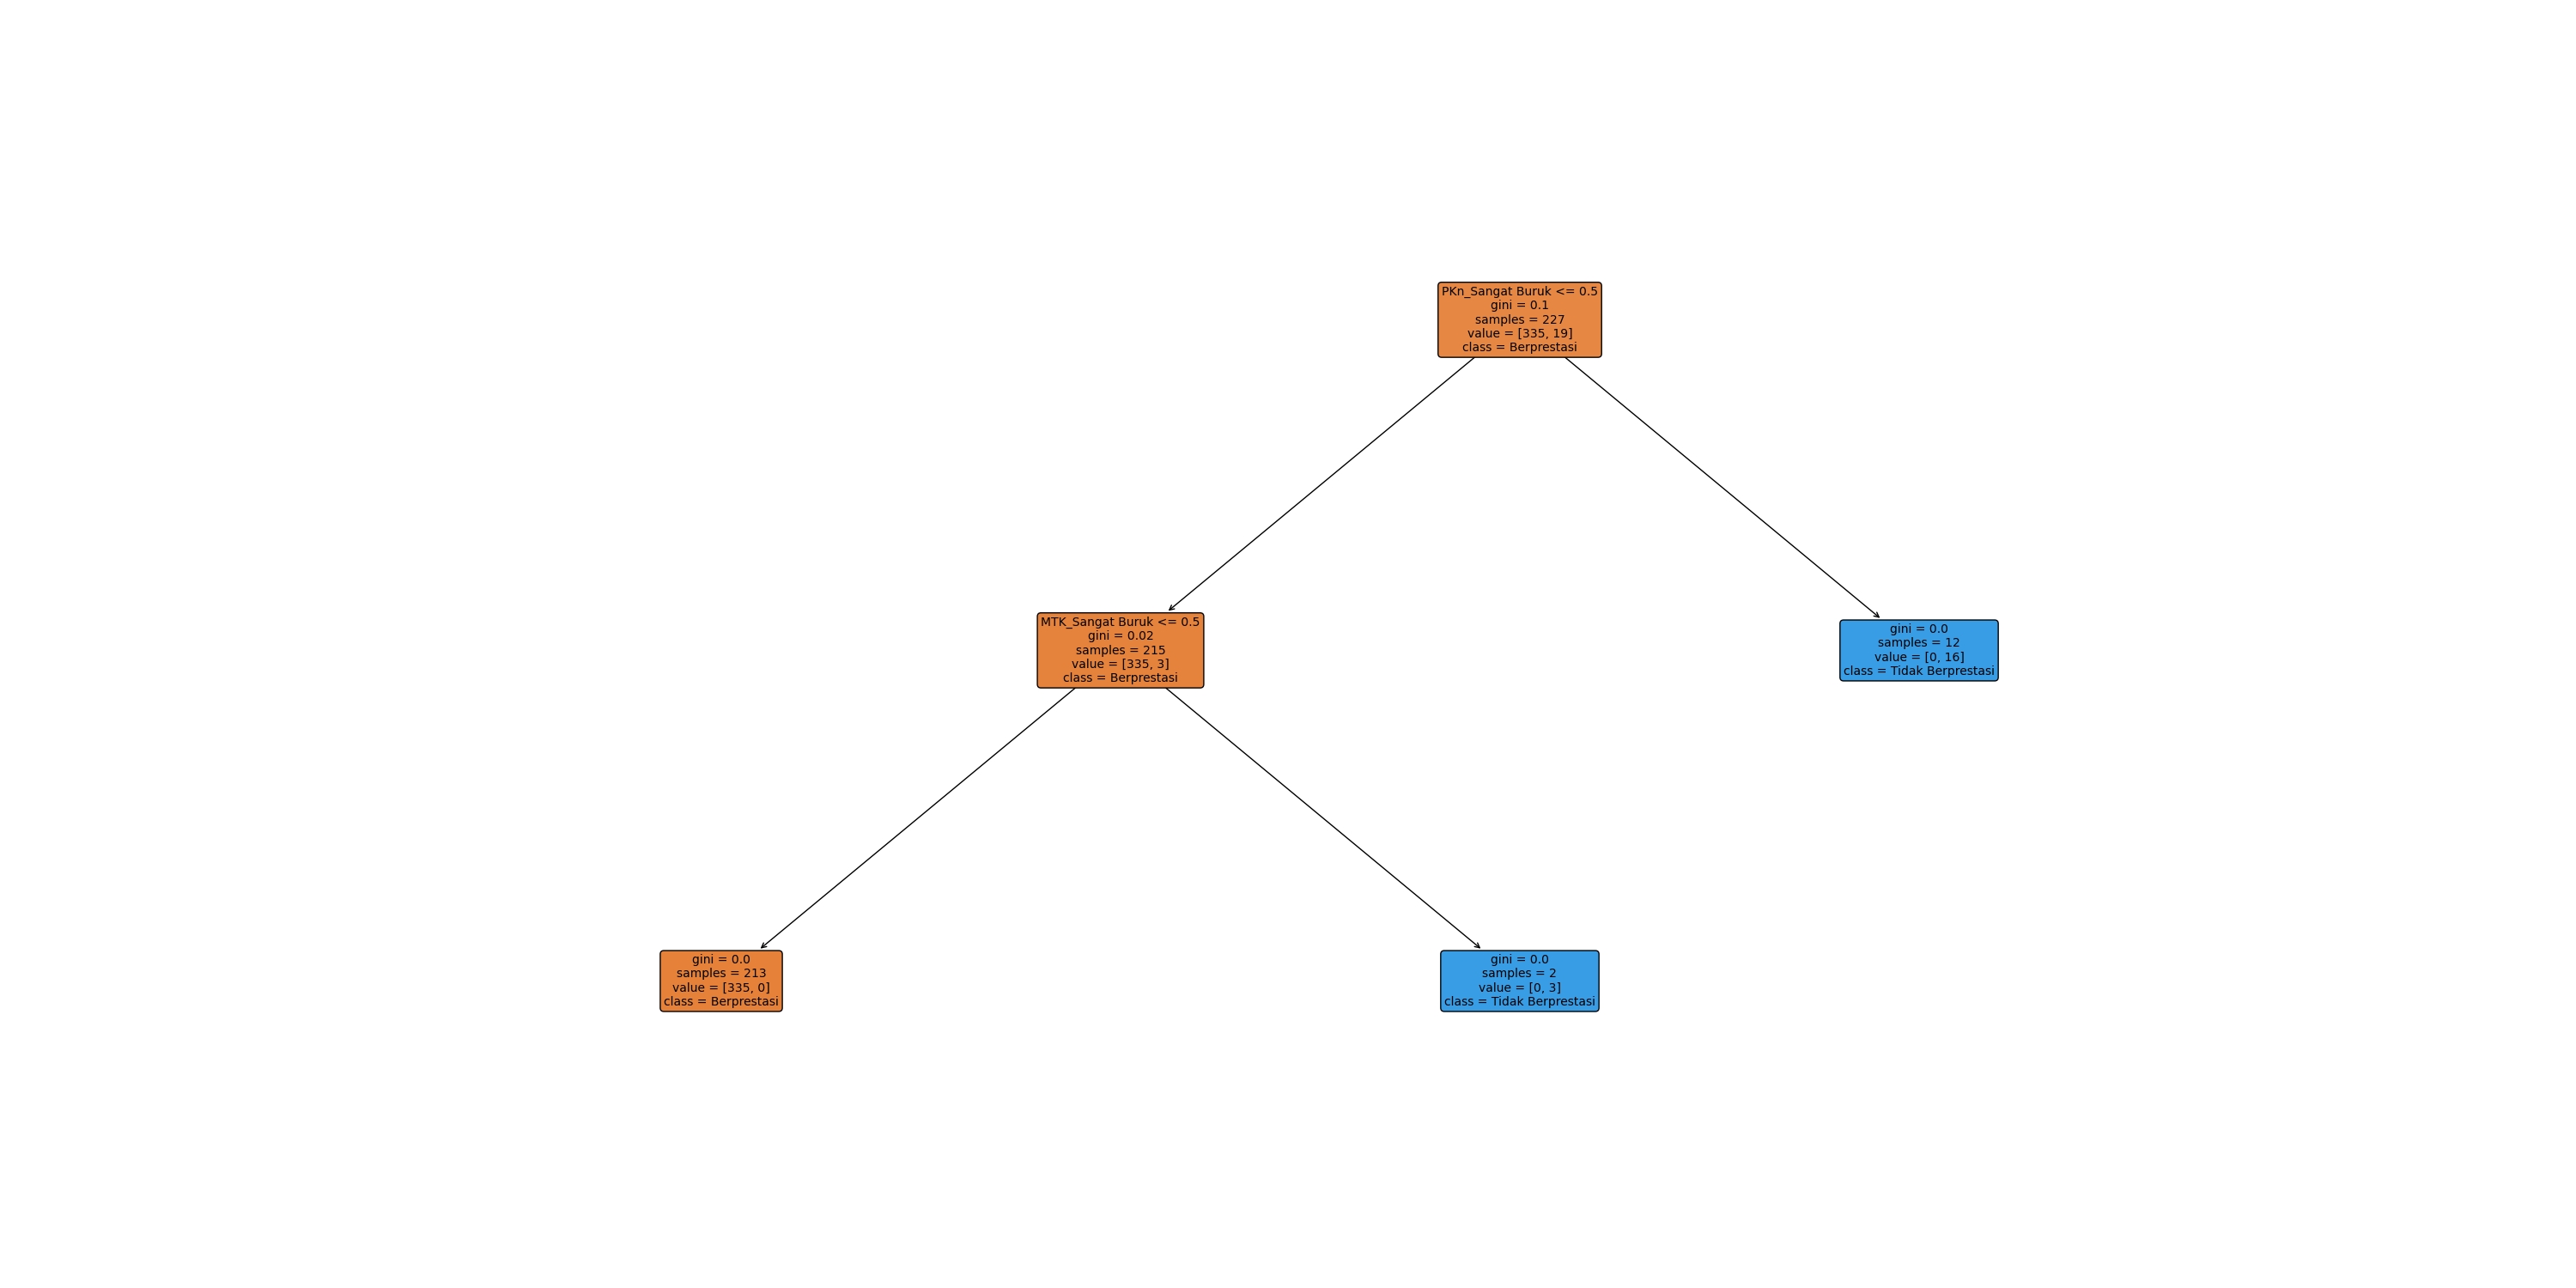 PKn_Sangat Buruk <= 0.5
gini = 0.1
samples = 227
value = [335, 19]
class = Berprestasi
MTK_Sangat Buruk <= 0.5
gini = 0.02
samples = 215
value = [335, 3]
class = Berprestasi
gini = 0.0
samples = 12
value = [0, 16]
class = Tidak Berprestasi
gini = 0.0
samples = 213
value = [335, 0]
class = Berprestasi
gini = 0.0
samples = 2
value = [0, 3]
class = Tidak Berprestasi